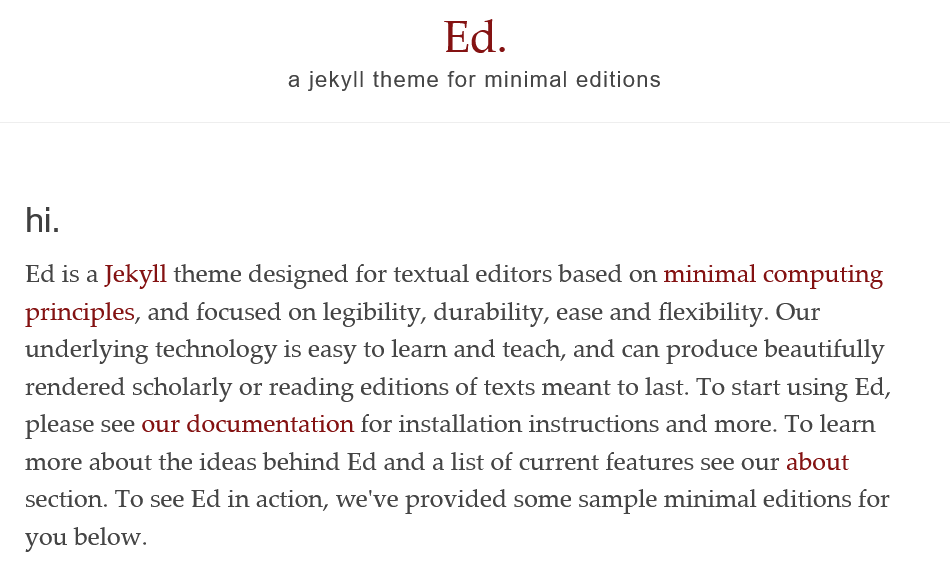 Ed.
a jekyll theme for minimal editions
hi.
Ed is a Jekyll theme designed for textual editors based on minimal computing
principles, and focused on legibility, durability, ease and flexibility. Our
underlying technology is easy to learn and teach, and can produce beautifully
rendered scholarly or reading editions of texts meant to last. To start using Ed,
please see our documentation for installation instructions and more. To learn
more about the ideas behind Ed and a list of current features see our about
section. To see Ed in action, we've provided some sample minimal editions for
you below.